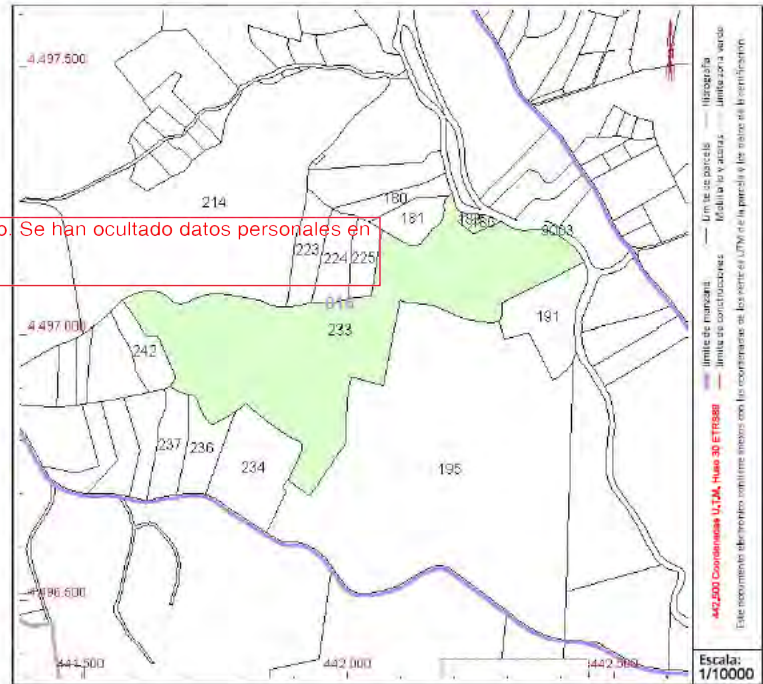 4.497.500
214
180
181
9003
o. Se han ocultado datos personales en
223
224
225
016
4.497.000
233
191
242
237
236
234
195
4.496.500
441.500
442.000
442.500
límite de manzana
Límite de parcela
Hidrografía
límite de construcciones
Mobiliario y aceras
Límite zona verde
442,500 Coordenadas U.T.M. Huso 30 ETRS89
Este documento electrónico contiene anexos con las coordenadas de los vértices UTM de la parcela y los datos de la certificación
Escala:
1/10000